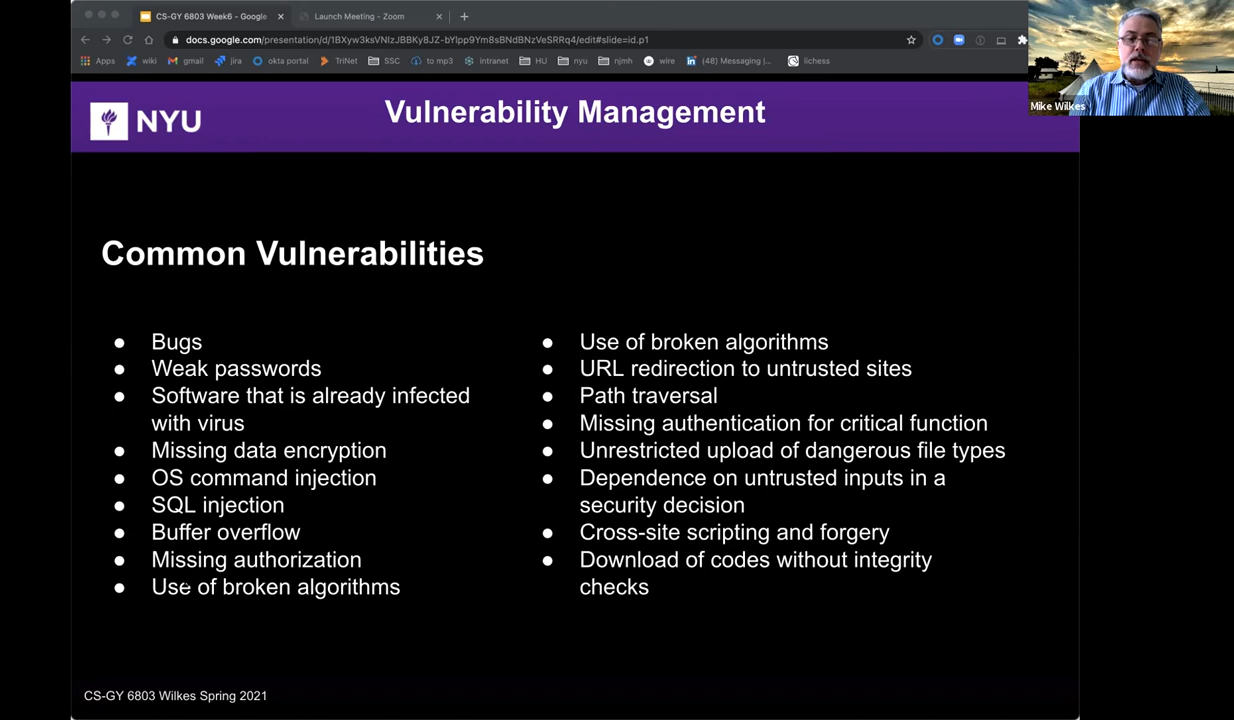 CS-GY 6803 Week6 - Google
Launch Meeting - Zoom
docs.google.com/presentation/d/1BXyw3ksVNIzJBBKy8JZ-bYlpp9Ym8sBNdBNzVeSRRq4/edit#slide=id.p1
Apps wiki gmail jira okta portal TriNet SSC to mp3 intranet HU nyu njmh wire (48) Messaging |... lichess
Mike Wilkes
NYU
Vulnerability Management
Common Vulnerabilities
● Bugs
● Weak passwords
● Software that is already infected
with virus
● Missing data encryption
● OS command injection
● SQL injection
● Buffer overflow
● Missing authorization
● Use of broken algorithms
● Use of broken algorithms
● URL redirection to untrusted sites
● Path traversal
● Missing authentication for critical function
● Unrestricted upload of dangerous file types
● Dependence on untrusted inputs in a
security decision
● Cross-site scripting and forgery
● Download of codes without integrity
checks
CS-GY 6803 Wilkes Spring 2021